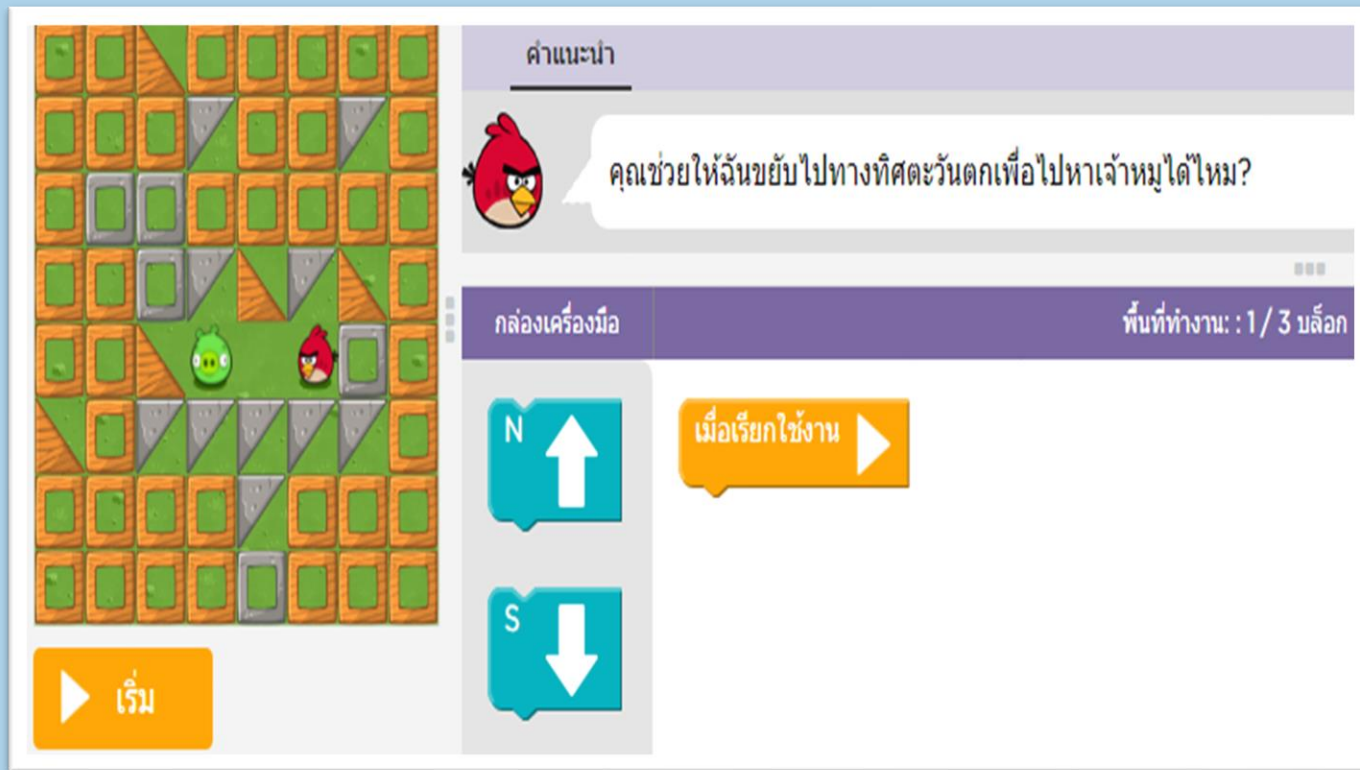 คำแนะนำ
คุณช่วยให้ฉันขยับไปทางทิศตะวันตกเพื่อไปหาเจ้าหมูได้ไหม?
กล่องเครื่องมือ
พื้นที่ทำงาน: : 1 / 3 บล็อก
N
เมื่อเรียกใช้งาน
S
เริ่ม